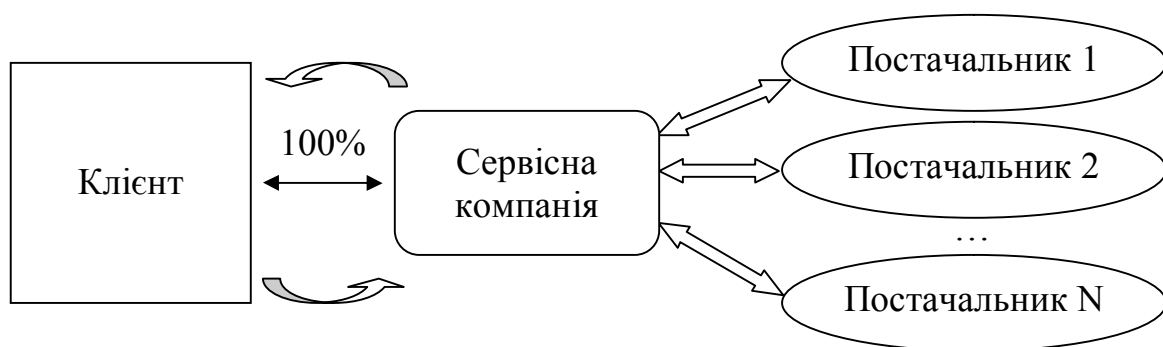 Клієнт
100%
Сервісна
компанія
Постачальник 1
Постачальник 2
…
Постачальник N